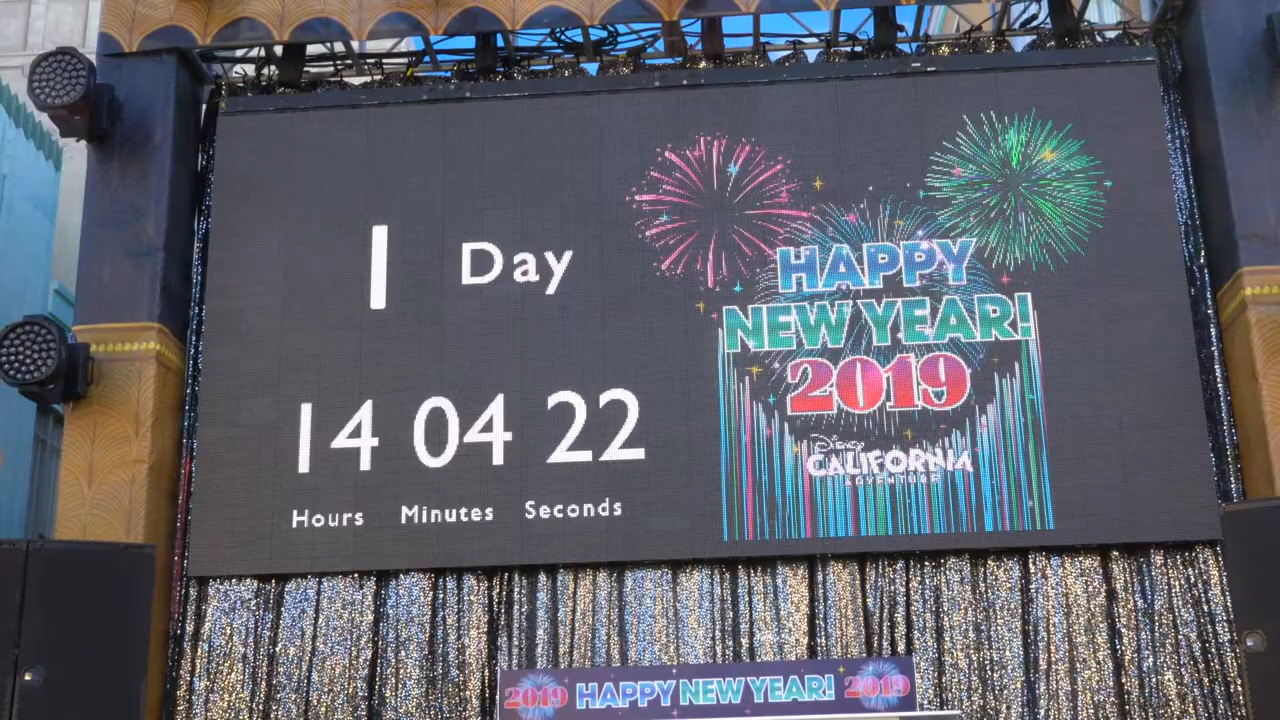 1 Day
14 04 22
Hours Minutes Seconds
HAPPY
NEW YEAR!
2019
Disney
CALIFORNIA
ADVENTURE
2019 HAPPY NEW YEAR! 2019